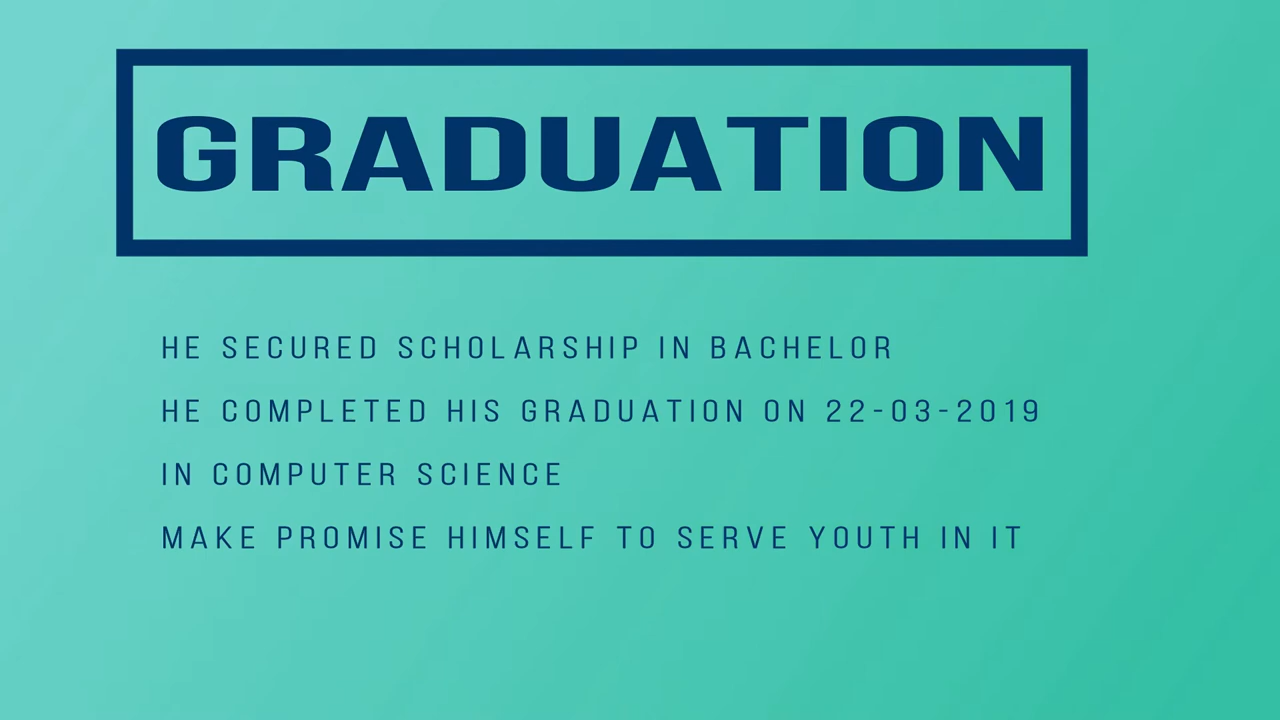 GRADUATION
HE SECURED SCHOLARSHIP IN BACHELOR
HE COMPLETED HIS GRADUATION ON 22-03-2019
IN COMPUTER SCIENCE
MAKE PROMISE HIMSELF TO SERVE YOUTH IN IT